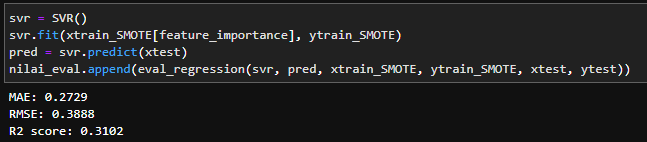 svr = SVR()
svr.fit(xtrain_SMOTE[feature_importance], ytrain_SMOTE)
pred = svr.predict(xtest)
nilai_eval.append(eval_regression(svr, pred, xtrain_SMOTE, ytrain_SMOTE, xtest, ytest))
MAE: 0.2729
RMSE: 0.3888
R2 score: 0.3102